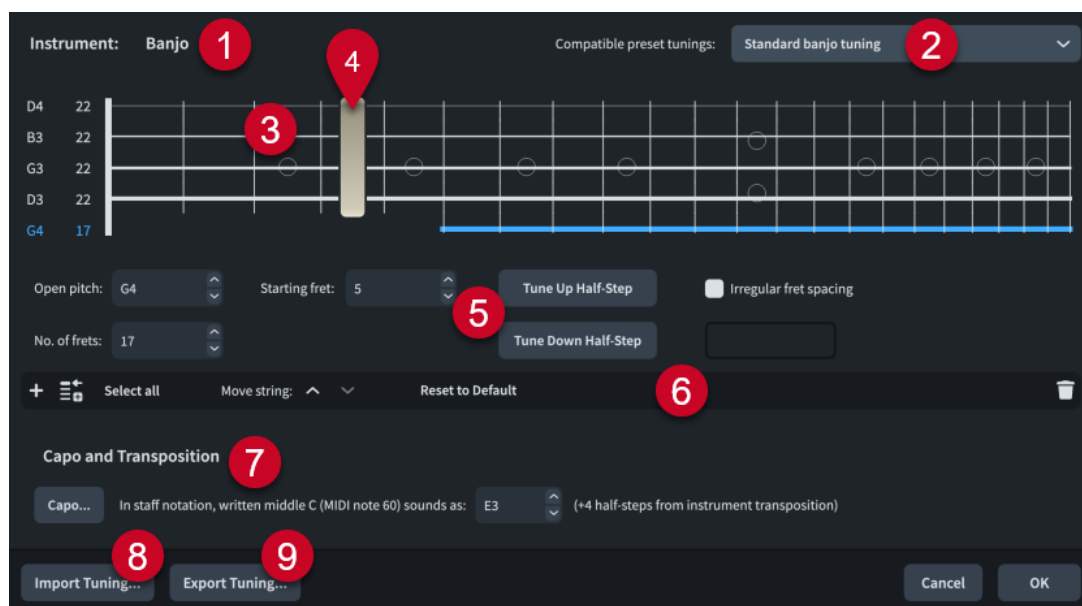 Instrument: Banjo 1 Compatible preset tunings: Standard banjo tuning 2
4
D4 22
3
B3 22
G3 22
D3 22
G4 17
Open pitch: G4 Starting fret: 5 Tune Up Half-Step Irregular fret spacing
5
No. of frets: 17 Tune Down Half-Step
Select all Move string: Reset to Default 6
Capo and Transposition 7
Capo... In staff notation, written middle C (MIDI note 60) sounds as: E3 (+4 half-steps from instrument transposition)
8 9
Import Tuning... Export Tuning... Cancel OK